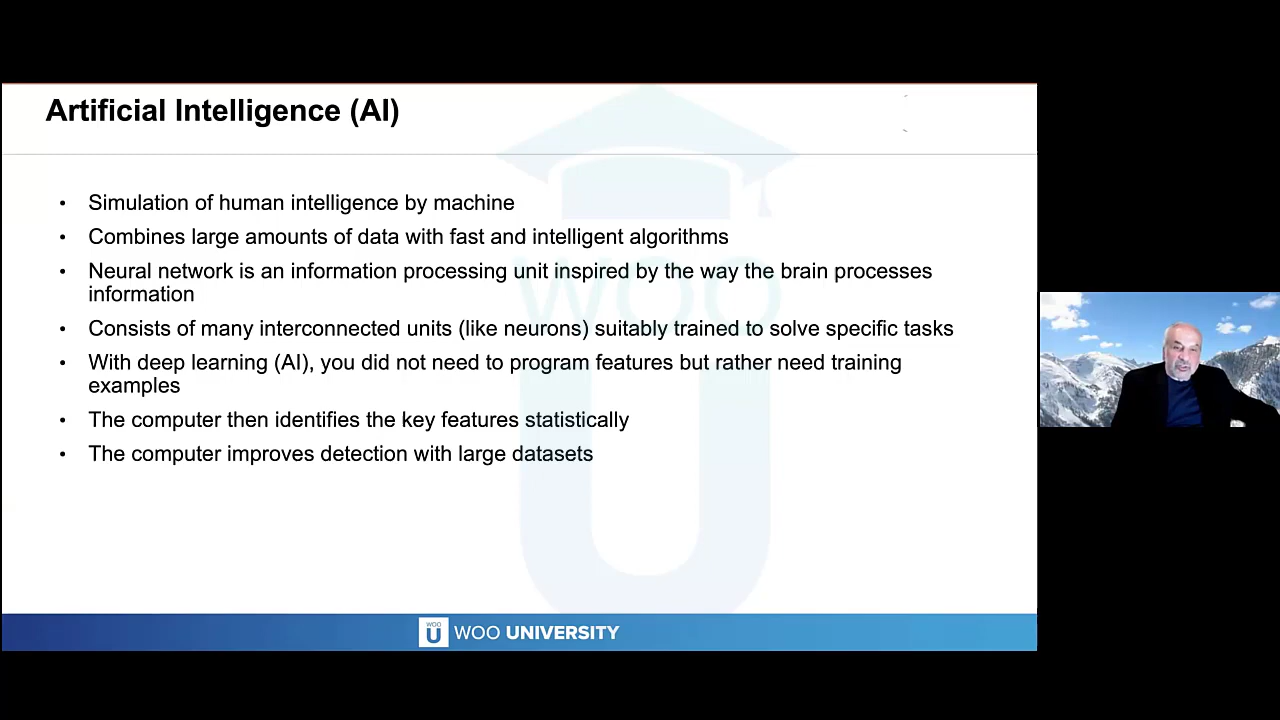 Artificial Intelligence (AI)
• Simulation of human intelligence by machine
• Combines large amounts of data with fast and intelligent algorithms
• Neural network is an information processing unit inspired by the way the brain processes
information
• Consists of many interconnected units (like neurons) suitably trained to solve specific tasks
• With deep learning (AI), you did not need to program features but rather need training
examples
• The computer then identifies the key features statistically
• The computer improves detection with large datasets
WOO
U
WOO
U
WOO UNIVERSITY